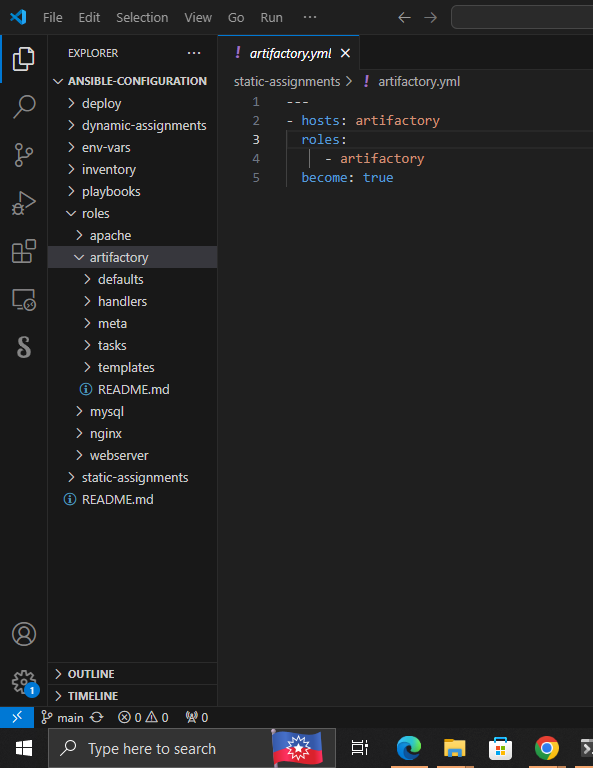 File Edit Selection View Go Run ···
EXPLORER ···
ANSIBLE-CONFIGURATION
deploy
dynamic-assignments
env-vars
inventory
playbooks
roles
apache
artifactory
defaults
handlers
meta
tasks
templates
README.md
mysql
nginx
webserver
static-assignments
README.md
OUTLINE
TIMELINE
! artifactory.yml
static-assignments > ! artifactory.yml
1 ---
2 - hosts: artifactory
3 roles:
4 - artifactory
5 become: true
1
main 0 0 0
Type here to search